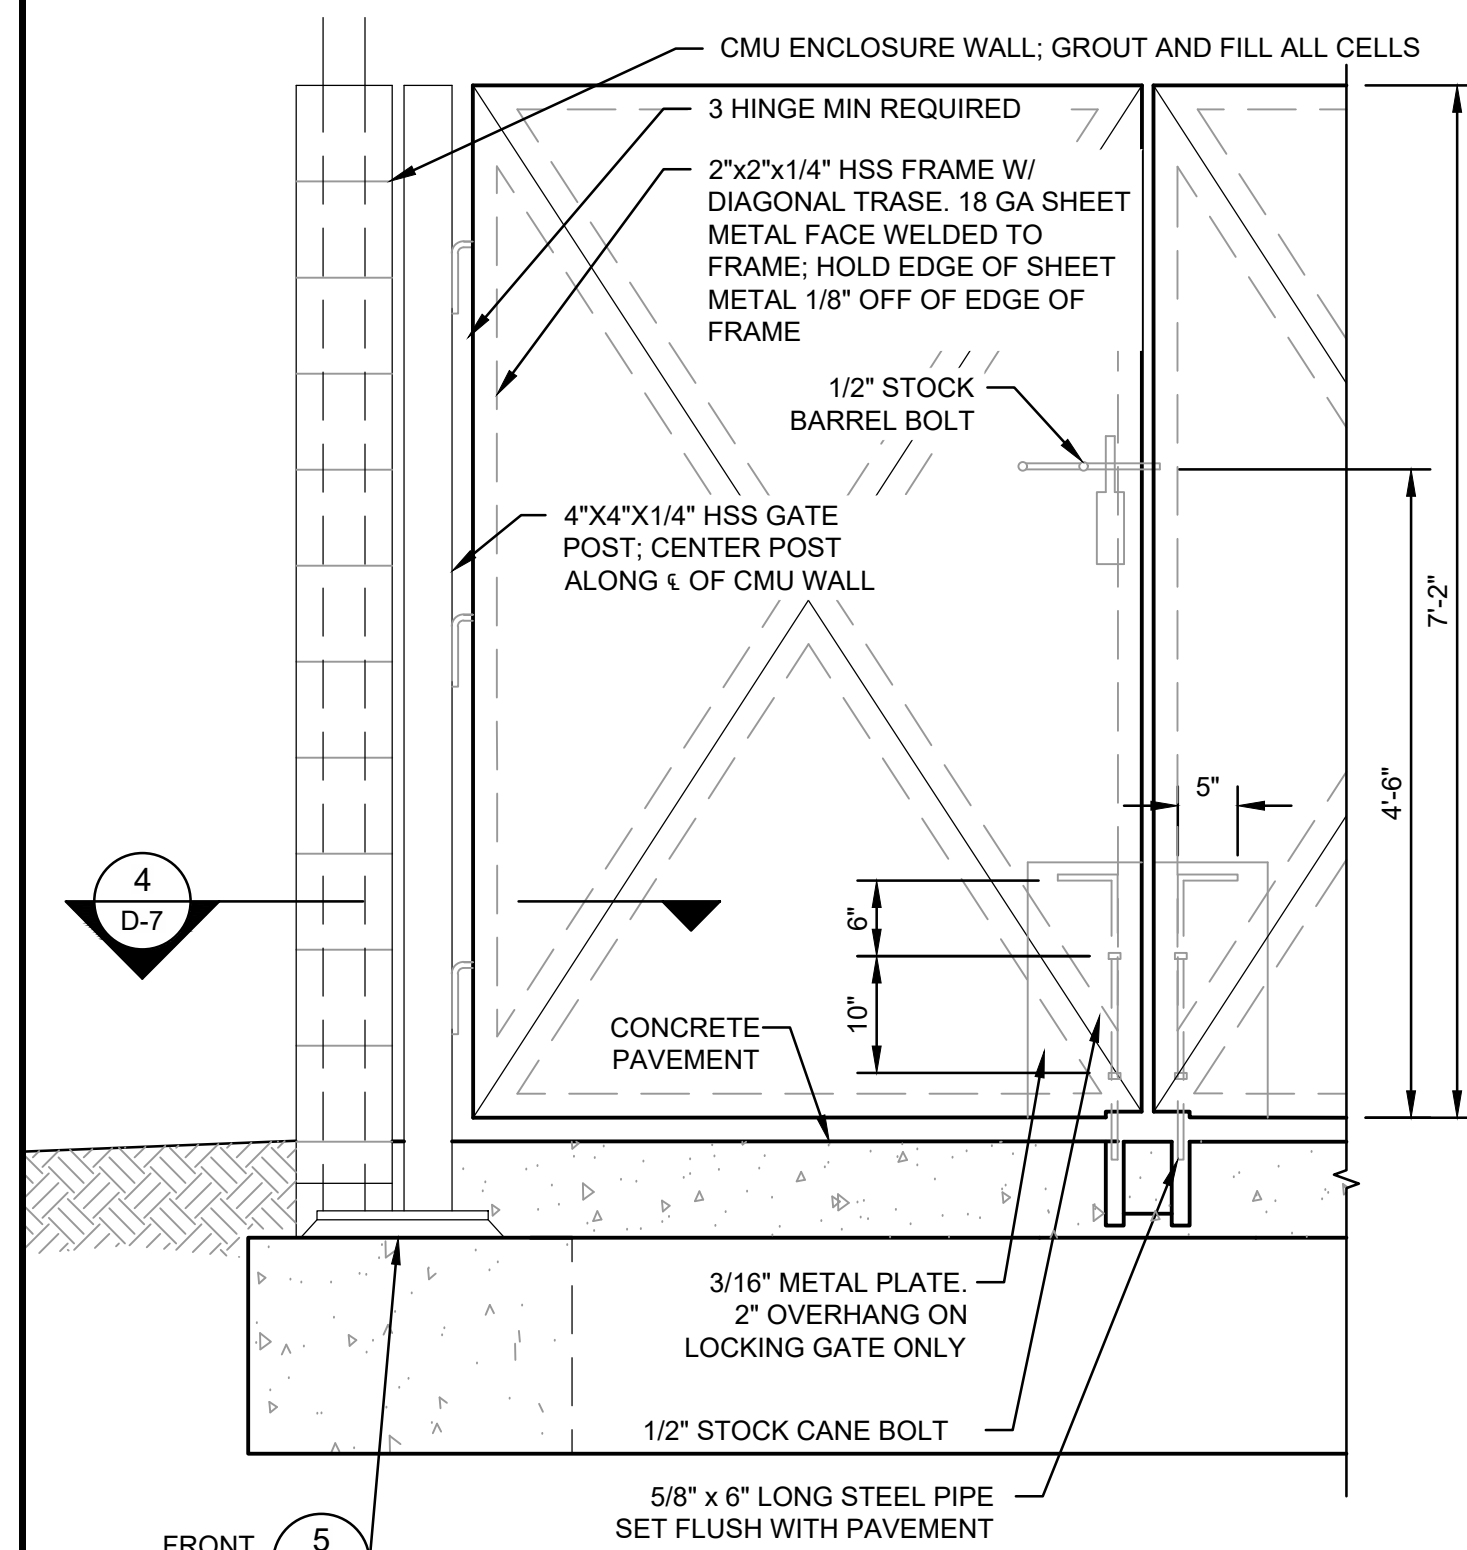 CMU ENCLOSURE WALL; GROUT AND FILL ALL CELLS
3 HINGE MIN REQUIRED
2"x2"x1/4" HSS FRAME W/
DIAGONAL TRASE. 18 GA SHEET
METAL FACE WELDED TO
FRAME; HOLD EDGE OF SHEET
METAL 1/8" OFF OF EDGE OF
FRAME
1/2" STOCK
BARREL BOLT
4"X4"X1/4" HSS GATE
POST; CENTER POST
ALONG ℄ OF CMU WALL
7'-2"
4'-6"
5"
4
D-7
6"
10"
CONCRETE
PAVEMENT
3/16" METAL PLATE.
2" OVERHANG ON
LOCKING GATE ONLY
1/2" STOCK CANE BOLT
5/8" x 6" LONG STEEL PIPE
SET FLUSH WITH PAVEMENT
FRONT
5